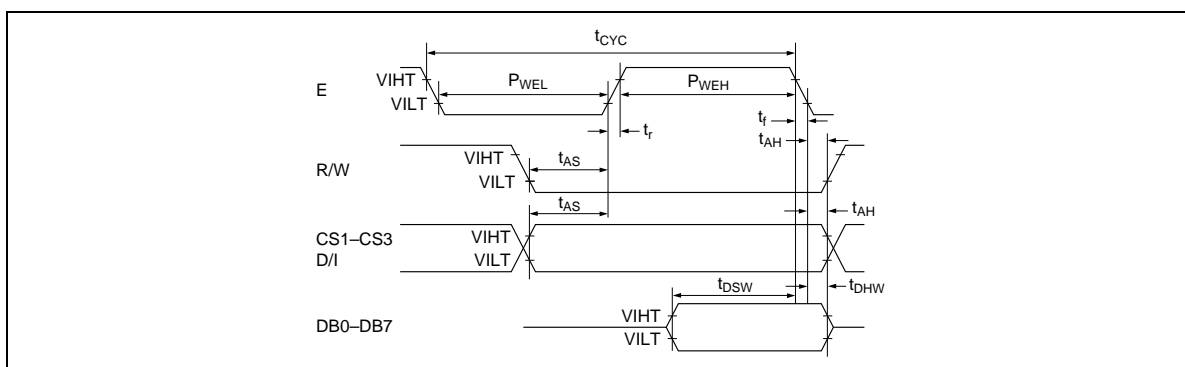 tCYC
E
VIHT
VILT
PWEL
PWEH
tf
tr
tAH
R/W
VIHT
VILT
tAS
tAS
tAH
CS1–CS3
D/I
VIHT
VILT
tDSW
tDHW
DB0–DB7
VIHT
VILT